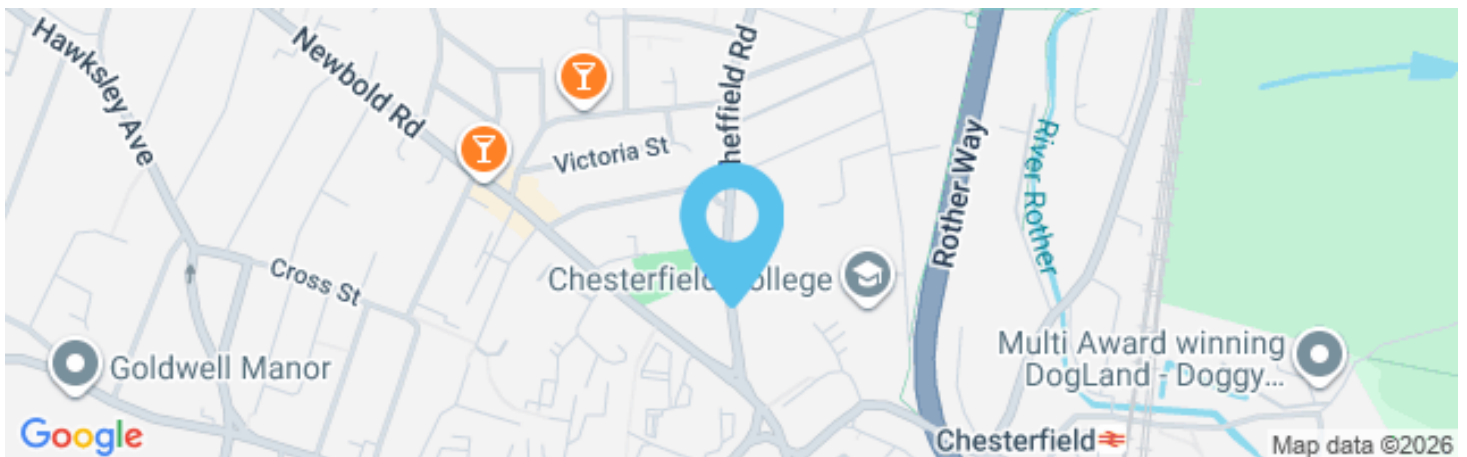 Hawksley Ave
Newbold Rd
Sheffield Rd
Victoria St
Rother Way
River Rother
Cross St
Chesterfield College
Goldwell Manor
Multi Award winning
DogLand - Doggy...
Chesterfield
Google
Map data ©2026